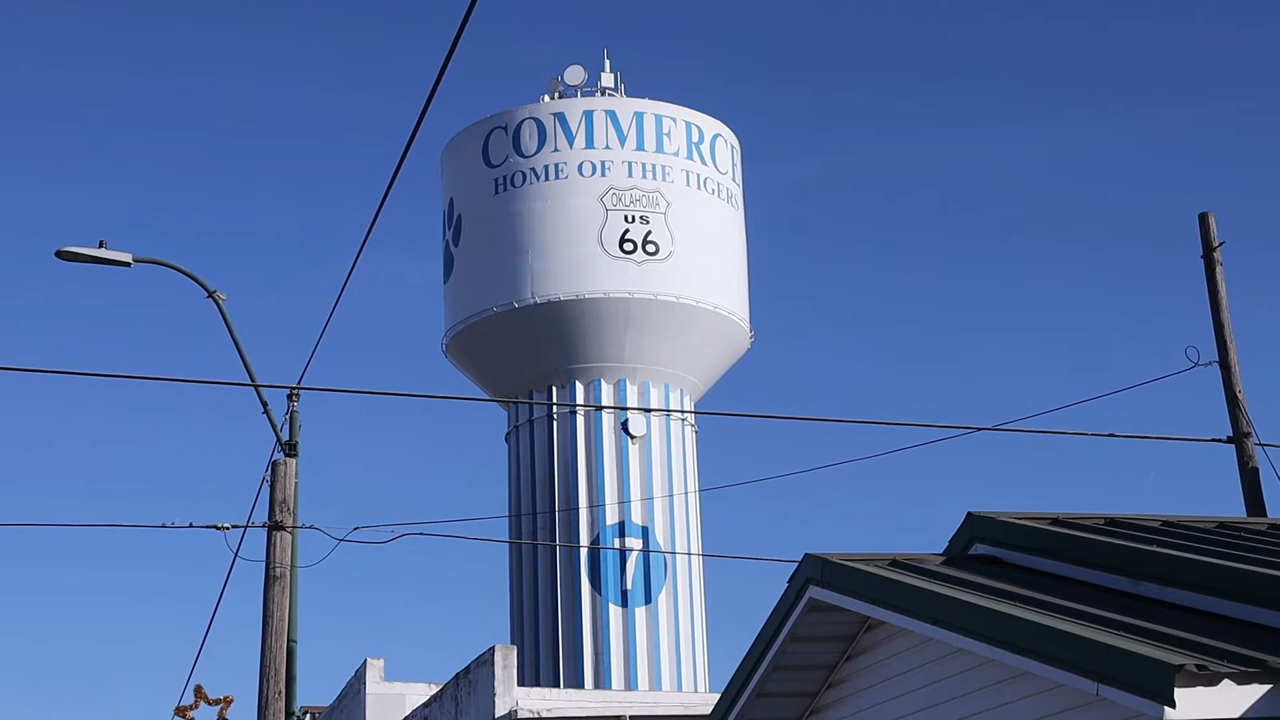 COMMERCE
HOME OF THE TIGERS
OKLAHOMA
US
66
7